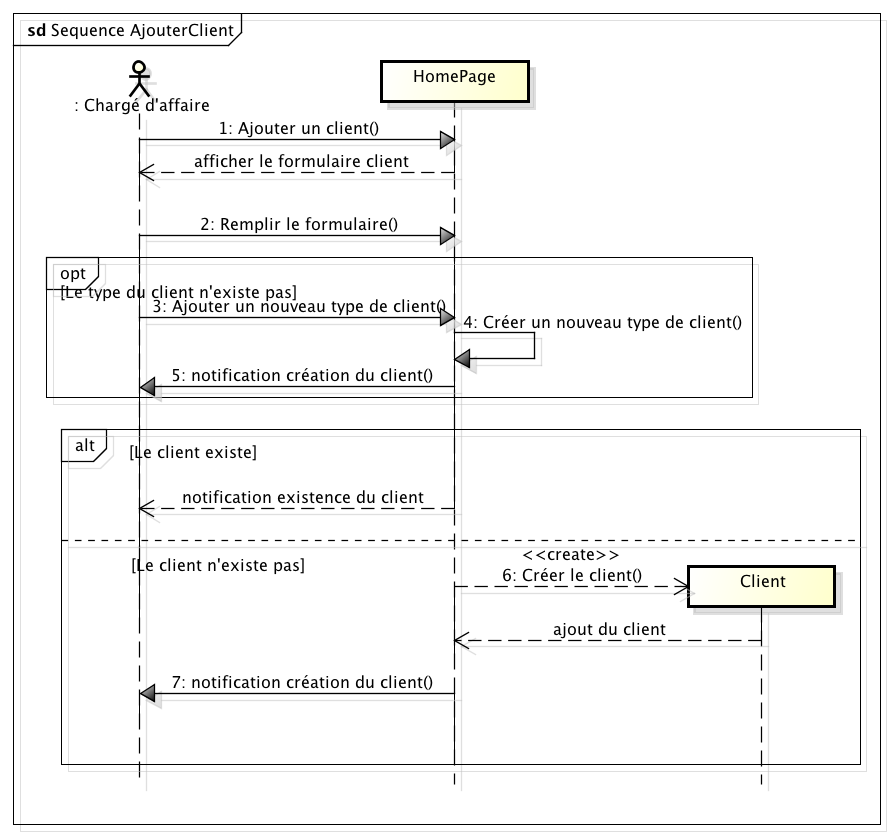 sd Sequence AjouterClient
HomePage
: Chargé d'affaire
1: Ajouter un client()
afficher le formulaire client
2: Remplir le formulaire()
opt
[Le type du client n'existe pas]
3: Ajouter un nouveau type de client()
4: Créer un nouveau type de client()
5: notification création du client()
alt
[Le client existe]
notification existence du client
<<create>>
[Le client n'existe pas]
6: Créer le client()
Client
ajout du client
7: notification création du client()